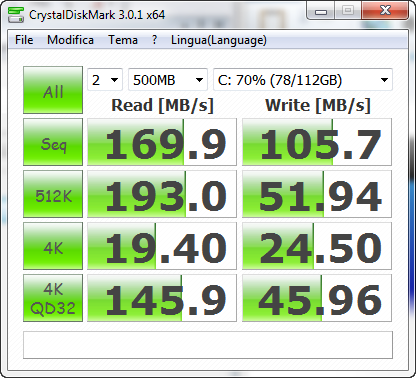 CrystalDiskMark 3.0.1 x64
File Modifica Tema ? Lingua(Language)
All 2 500MB C: 70% (78/112GB)
Read [MB/s] Write [MB/s]
Seq 169.9 105.7
512K 193.0 51.94
4K 19.40 24.50
4K QD32 145.9 45.96